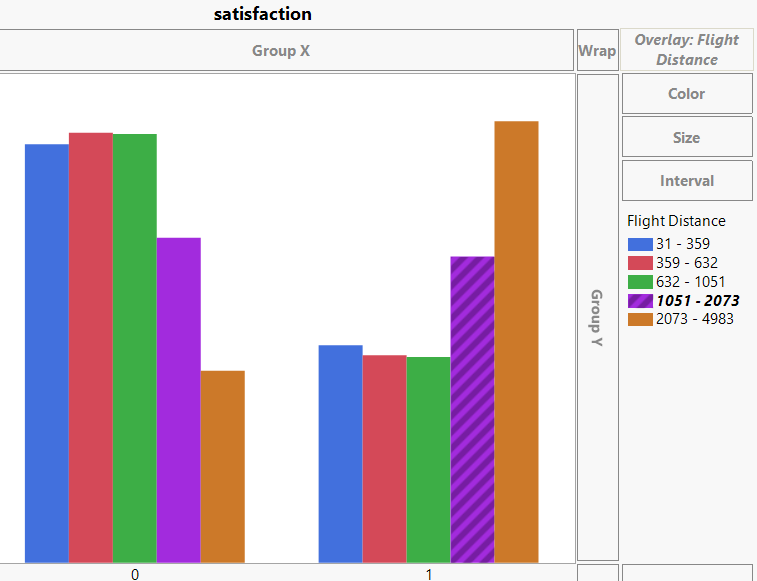 satisfaction
Group X
Wrap
Overlay: Flight
Distance
Color
Size
Interval
Flight Distance
31 - 359
359 - 632
632 - 1051
1051 - 2073
2073 - 4983
Group Y
0
1